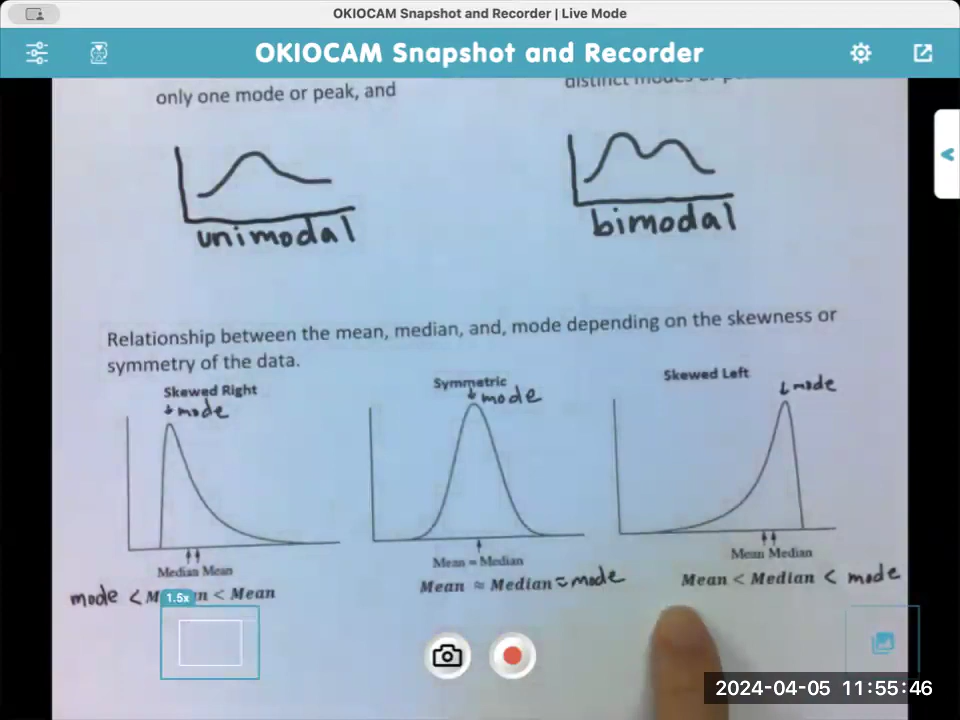 OKIOCAM Snapshot and Recorder | Live Mode
OKIOCAM Snapshot and Recorder
only one mode or peak, and
distinct modes or
unimodal
bimodal
Relationship between the mean, median, and, mode depending on the skewness or
symmetry of the data.
Skewed Right
Symmetric
Skewed Left
↓ mode
↓ mode
↓ mode
Median Mean
Mean = Median
Mean Median
mode < M n < Mean
Mean ≈ Median ≈ mode
Mean < Median < mode
1.5x
2024-04-05 11:55:46